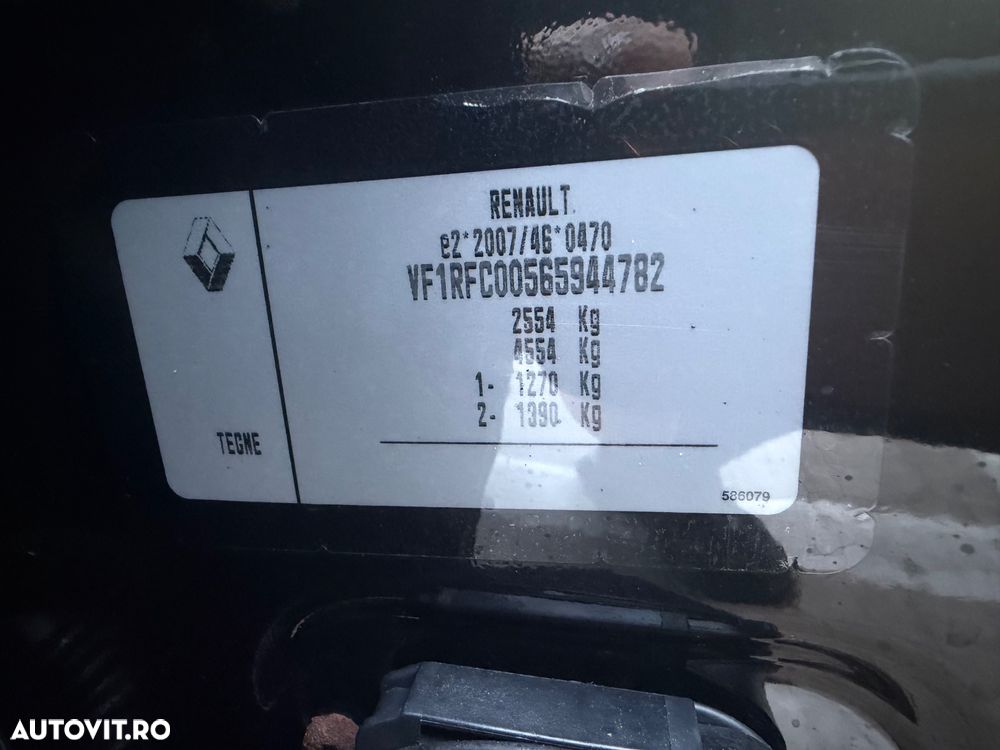 RENAULT
e2*2007/46*0470
VF1RFC00565944782
2554 Kg
4554 Kg
1- 1270 Kg
2- 1390 Kg
TEGNE
586079
AUTOVIT.RO